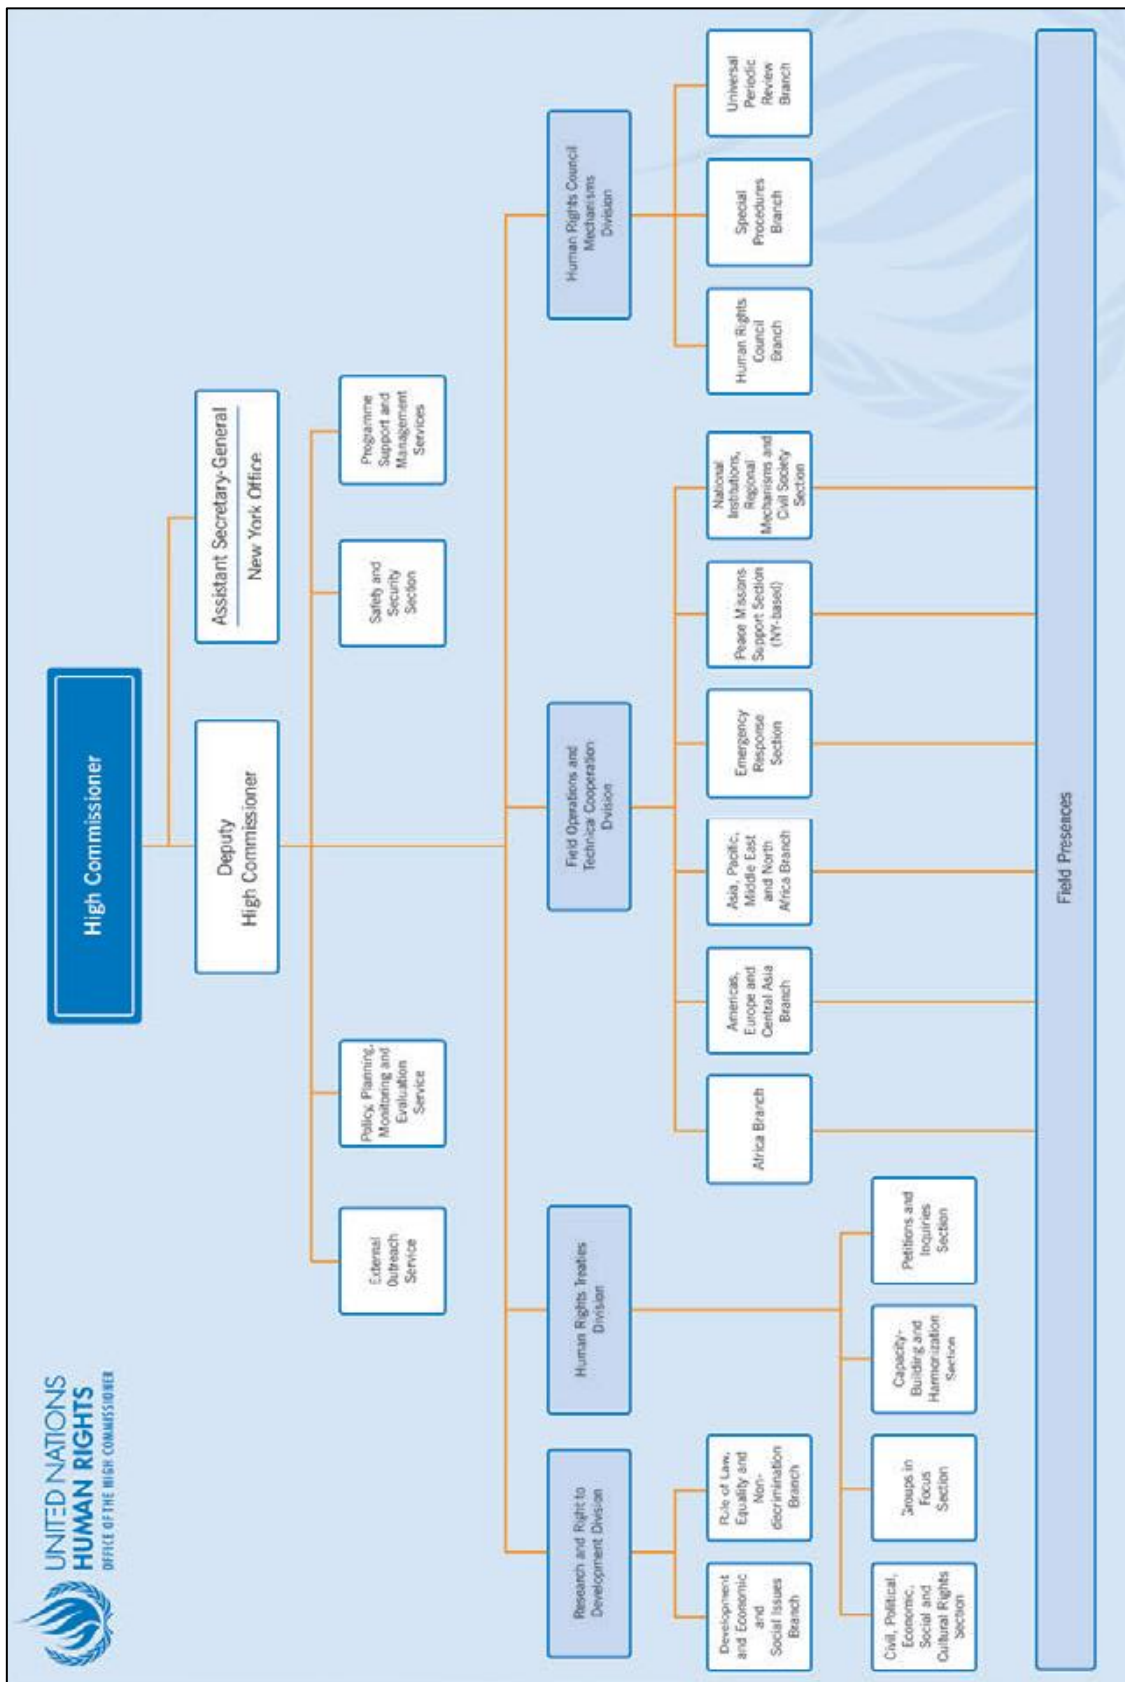 UNITED NATIONS
HUMAN RIGHTS
OFFICE OF THE HIGH COMMISSIONER
High Commissioner
Deputy
High Commissioner
Assistant Secretary-General
New York Office
External
Outreach
Service
Policy, Planning,
Monitoring and
Evaluation
Service
Safety and
Security
Section
Programme
Support and
Management
Services
Research and Right to
Development Division
Human Rights Treaties
Division
Field Operations and
Technical Cooperation
Dvision
Human Rights Council
Mechanisms
Division
Development
and Economic
and
Social Issues
Branch
Rule of Law,
Equality and
Non-
discrimination
Branch
Africa Branch
Americas,
Europe and
Central Asia
Branch
Asia, Pacific,
Middle East
and North
Africa Branch
Emergency
Response
Section
Peace Missions
Support Section
(NY-based)
National
Institutions,
Regional
Mechanisms and
Civil Society
Section
Human Rights
Council
Branch
Special
Procedures
Branch
Universal
Periodic
Review
Branch
Civil, Political,
Economic,
Social and
Cultural Rights
Section
Groups in
Focus
Section
Capacity-
Building and
Harmonization
Section
Petitions and
Inquiries
Section
Field Presences